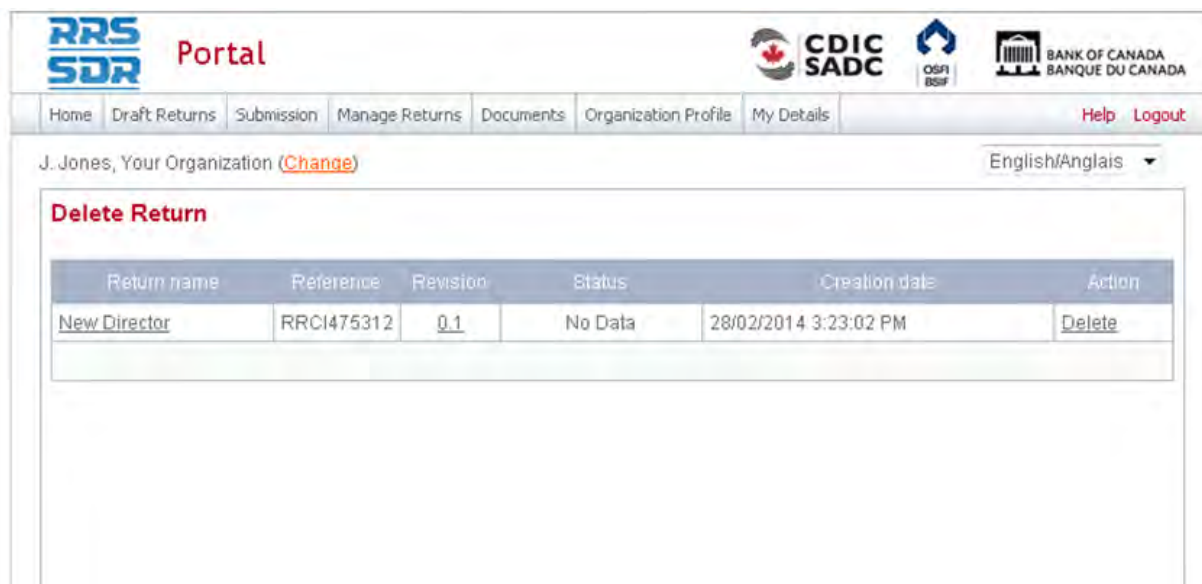 RRS
SDR
Portal
CDIC
SADC
OSFI
BSIF
BANK OF CANADA
BANQUE DU CANADA
Home Draft Returns Submission Manage Returns Documents Organization Profile My Details Help Logout
J. Jones, Your Organization (Change) English/Anglais
Delete Return
Return name Reference Revision Status Creation date Action
New Director RRCI475312 0.1 No Data 28/02/2014 3:23:02 PM Delete